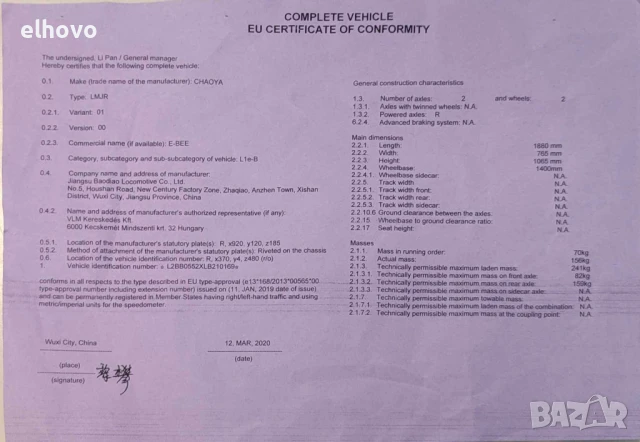 elhovo
COMPLETE VEHICLE
EU CERTIFICATE OF CONFORMITY
The undersigned, Li Pan / General manager
Hereby certifies that the following complete vehicle:
0.1. Make (trade name of the manufacturer): CHAOYA
0.2. Type: LMJR
0.2.1. Variant: 01
0.2.2. Version: 00
0.2.3. Commercial name (if available): E-BEE
0.3. Category, subcategory and sub-subcategory of vehicle: L1e-B
0.4. Company name and address of manufacturer:
Jiangsu Baodiao Locomotive Co., Ltd.
No.5, Houshan Road, New Century Factory Zone, Zhaqiao, Anzhen Town, Xishan
District, Wuxi City, Jiangsu Province, China
0.4.2. Name and address of manufacturer's authorized representative (if any):
VLM Kereskedés Kft.
6000 Kecskemét Mindszenti krt. 32 Hungary
0.5.1. Location of the manufacturer's statutory plate(s): R, x920, y120, z185
0.5.2. Method of attachment of the manufacturer's statutory plate(s): Riveted on the chassis
0.6. Location of the vehicle identification number: R, x370, y4, z480 (r/o)
1 Vehicle identification number:
conforms in all respects to the type described in EU type-approval (e13*168/2013*00565*00
type-approval number including extension number) issued on (11. JAN, 2019 date of issue)
and can be permanently registered in Member States having right/left-hand traffic and using
metric/imperial units for the speedometer.
Wuxi City, China
12, MAR, 2020
(place)
(date)
(signature)
General construction characteristics
1.3. Number of axles: 2 and wheels: 2
1.3.1. Axles with twinned wheels: N.A.
1.3.2. Powered axles: R
6.2.4 Advanced braking system: N.A.
Main dimensions
2.2.1. Length: 1680 mm
2.2.2. Width: 765 mm
2.2.3. Height: 1065 mm
2.2.4. Wheelbase: 1400mm
2.2.4.1. Wheelbase sidecar: N.A.
2.2.5. Track width N.A.
2.2.5.1. Track width front: N.A.
2.2.5.2. Track width rear: N.A.
2.2.5.3 Track width sidecar: N.A.
2.2.10.6 Ground clearance between the axles: N.A.
2.2.15 Wheelbase to ground clearance ratio: N.A.
2.2.17 Seat height: N.A.
Masses
2.1.1. Mass in running order: 70kg
2.1.2. Actual mass: 156kg
2.1.3. Technically permissible maximum laden mass: 241kg
2.1.3.1 Technically permissible maximum mass on front axle: 82kg
2.1.3.2. Technically permissible maximum mass on rear axle: 159kg
2.1.3.3. Technically permissible maximum mass on sidecar axle: N.A.
2.1.7 Technically permissible maximum towable mass: N.A.
2.1.7.1 Technically permissible maximum laden mass of the combination: N.A.
2.1.7.2 Technically permissible maximum mass at the coupling point: N.A.
BAZAR